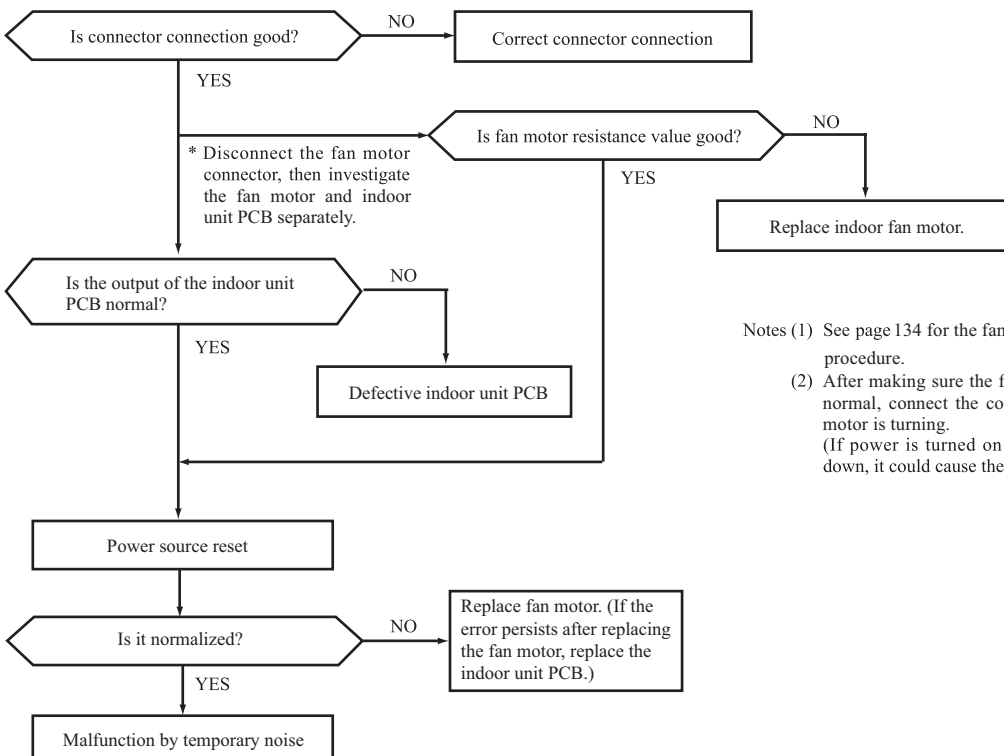 Is connector connection good?
NO
Correct connector connection
YES
Is fan motor resistance value good?
NO
* Disconnect the fan motor
connector, then investigate
the fan motor and indoor
unit PCB separately.
YES
Replace indoor fan motor.
Is the output of the indoor unit
PCB normal?
NO
YES
Defective indoor unit PCB
Notes (1) See page 134 for the fan
procedure.
(2) After making sure the
normal, connect the
motor is turning.
(If power is turned on
down, it could cause the
Power source reset
Is it normalized?
NO
Replace fan motor. (If the
error persists after replacing
the fan motor, replace the
indoor unit PCB.)
YES
Malfunction by temporary noise